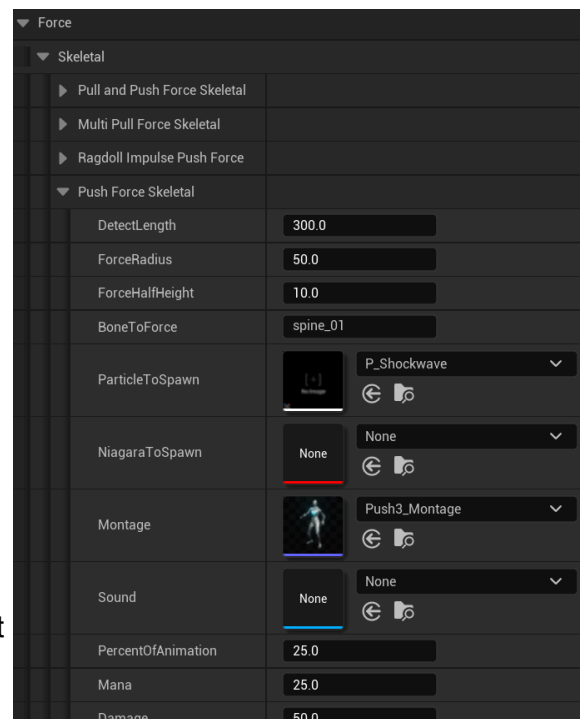 Force
Skeletal
Pull and Push Force Skeletal
Multi Pull Force Skeletal
Ragdoll Impulse Push Force
Push Force Skeletal
DetectLength 300.0
ForceRadius 50.0
ForceHalfHeight 10.0
BoneToForce spine_01
ParticleToSpawn P_Shockwave
NiagaraToSpawn None None
Montage Push3_Montage
Sound None None
t
PercentOfAnimation 25.0
Mana 25.0
Damage 50.0